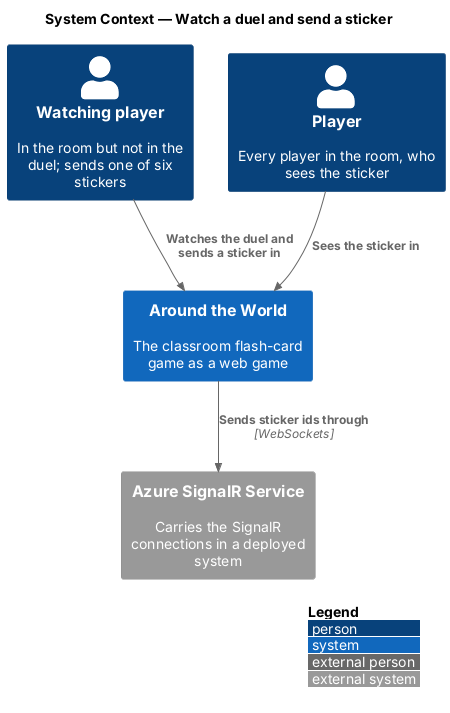 System Context — Watch a duel and send a sticker
Watching player
In the room but not in the
duel; sends one of six
stickers
Player
Every player in the room, who
sees the sticker
Watches the duel and
sends a sticker in
Sees the sticker in
Around the World
The classroom flash-card
game as a web game
Sends sticker ids through
[WebSockets]
Azure SignalR Service
Carries the SignalR
connections in a deployed
system
Legend
person
system
external person
external system